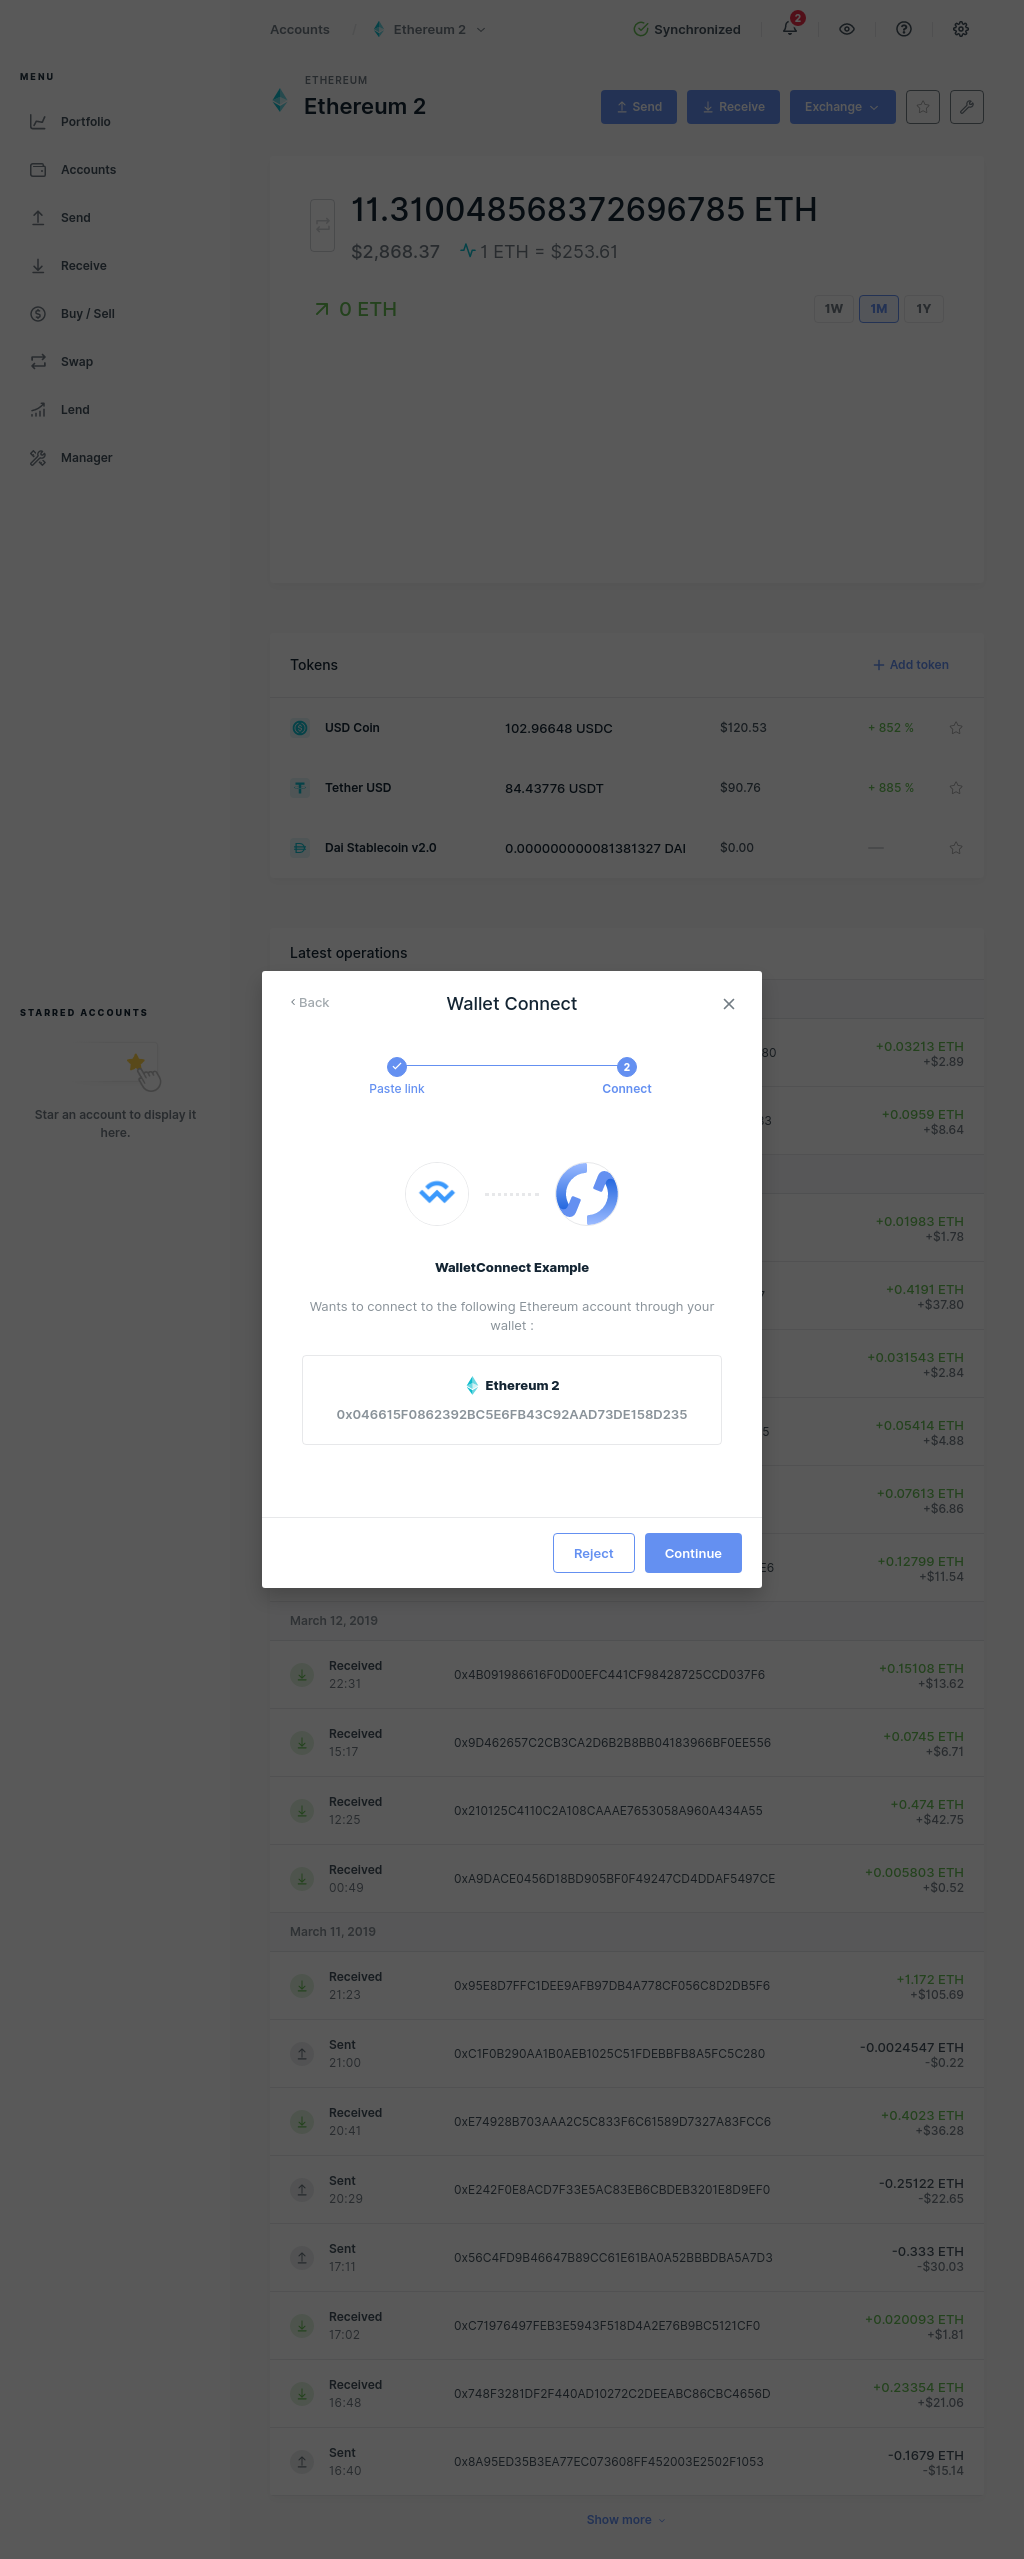 Accounts / Ethereum 2
Synchronized
2
MENU
Portfolio
Accounts
Send
Receive
Buy / Sell
Swap
Lend
Manager
STARRED ACCOUNTS
Star an account to display it
here.
ETHEREUM
Ethereum 2
Send
Receive
Exchange
11.310048568372696785 ETH
$2,868.37
1 ETH = $253.61
0 ETH
1W 1M 1Y
Tokens
Add token
USD Coin 102.96648 USDC $120.53 + 852 %
Tether USD 84.43776 USDT $90.76 + 885 %
Dai Stablecoin v2.0 0.000000000081381327 DAI $0.00
Latest operations
Back
Wallet Connect
2
Paste link
Connect
WalletConnect Example
Wants to connect to the following Ethereum account through your
wallet :
Ethereum 2
0x046615F0862392BC5E6FB43C92AAD73DE158D235
Reject
Continue
80 +0.03213 ETH
+$2.89
+0.0959 ETH
+$8.64
+0.01983 ETH
+$1.78
+0.4191 ETH
+$37.80
+0.031543 ETH
+$2.84
5 +0.05414 ETH
+$4.88
+0.07613 ETH
+$6.86
E6 +0.12799 ETH
+$11.54
March 12, 2019
Received 0x4B091986616F0D00EFC441CF98428725CCD037F6 +0.15108 ETH
22:31 +$13.62
Received 0x9D462657C2CB3CA2D6B2B8BB04183966BF0EE556 +0.0745 ETH
15:17 +$6.71
Received 0x210125C4110C2A108CAAAE7653058A960A434A55 +0.474 ETH
12:25 +$42.75
Received 0xA9DACE0456D18BD905BF0F49247CD4DDAF5497CE +0.005803 ETH
00:49 +$0.52
March 11, 2019
Received 0x95E8D7FFC1DEE9AFB97DB4A778CF056C8D2DB5F6 +1.172 ETH
21:23 +$105.69
Sent 0xC1F0B290AA1B0AEB1025C51FDEBBFB8A5FC5C280 -0.0024547 ETH
21:00 -$0.22
Received 0xE74928B703AAA2C5C833F6C61589D7327A83FCC6 +0.4023 ETH
20:41 +$36.28
Sent 0xE242F0E8ACD7F33E5AC83EB6CBDEB3201E8D9EF0 -0.25122 ETH
20:29 -$22.65
Sent 0x56C4FD9B46647B89CC61E61BA0A52BBBDBA5A7D3 -0.333 ETH
17:11 -$30.03
Received 0xC71976497FEB3E5943F518D4A2E76B9BC5121CF0 +0.020093 ETH
17:02 +$1.81
Received 0x748F3281DF2F440AD10272C2DEEABC86CBC4656D +0.23354 ETH
16:48 +$21.06
Sent 0x8A95ED35B3EA77EC073608FF452003E2502F1053 -0.1679 ETH
16:40 -$15.14
Show more